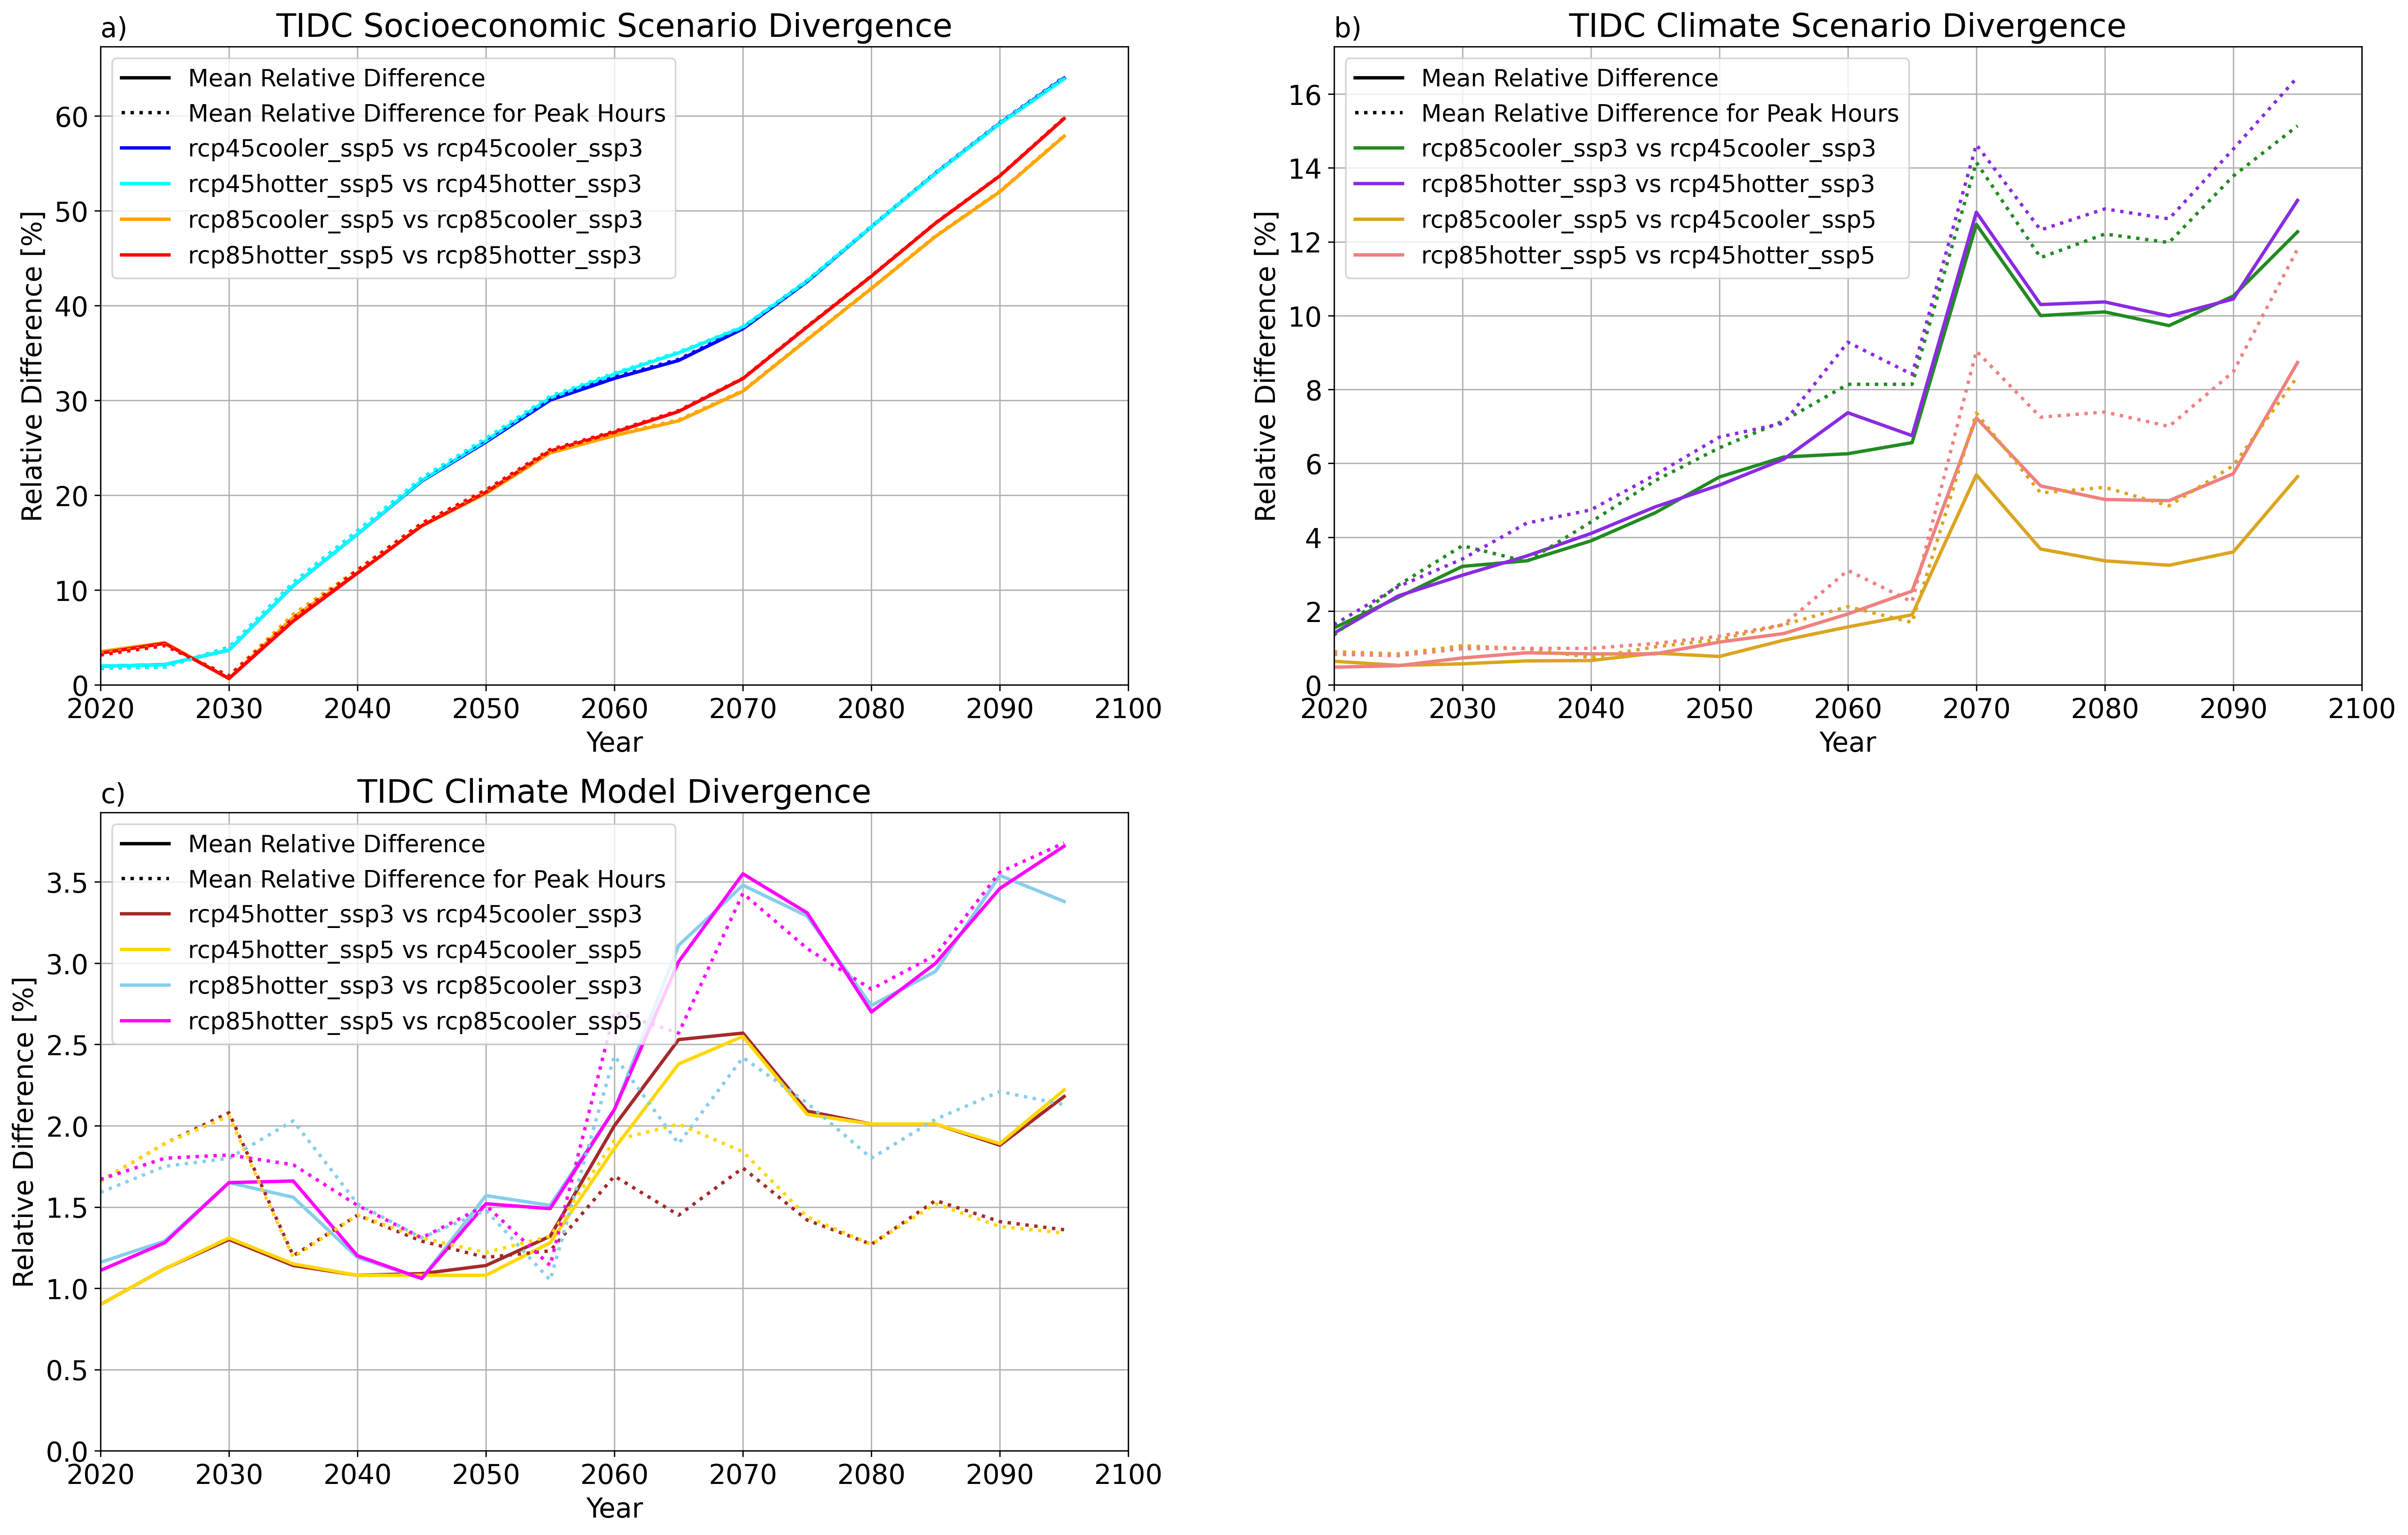 a) TIDC Socioeconomic Scenario Divergence
Mean Relative Difference
Mean Relative Difference for Peak Hours
rcp45cooler_ssp5 vs rcp45cooler_ssp3
rcp45hotter_ssp5 vs rcp45hotter_ssp3
rcp85cooler_ssp5 vs rcp85cooler_ssp3
rcp85hotter_ssp5 vs rcp85hotter_ssp3
Relative Difference [%]
60
50
40
30
20
10
0
2020 2030 2040 2050 2060 2070 2080 2090 2100
Year
b) TIDC Climate Scenario Divergence
Mean Relative Difference
Mean Relative Difference for Peak Hours
rcp85cooler_ssp3 vs rcp45cooler_ssp3
rcp85hotter_ssp3 vs rcp45hotter_ssp3
rcp85cooler_ssp5 vs rcp45cooler_ssp5
rcp85hotter_ssp5 vs rcp45hotter_ssp5
Relative Difference [%]
16
14
12
10
8
6
4
2
0
2020 2030 2040 2050 2060 2070 2080 2090 2100
Year
c) TIDC Climate Model Divergence
Mean Relative Difference
Mean Relative Difference for Peak Hours
rcp45hotter_ssp3 vs rcp45cooler_ssp3
rcp45hotter_ssp5 vs rcp45cooler_ssp5
rcp85hotter_ssp3 vs rcp85cooler_ssp3
rcp85hotter_ssp5 vs rcp85cooler_ssp5
Relative Difference [%]
3.5
3.0
2.5
2.0
1.5
1.0
0.5
0.0
2020 2030 2040 2050 2060 2070 2080 2090 2100
Year